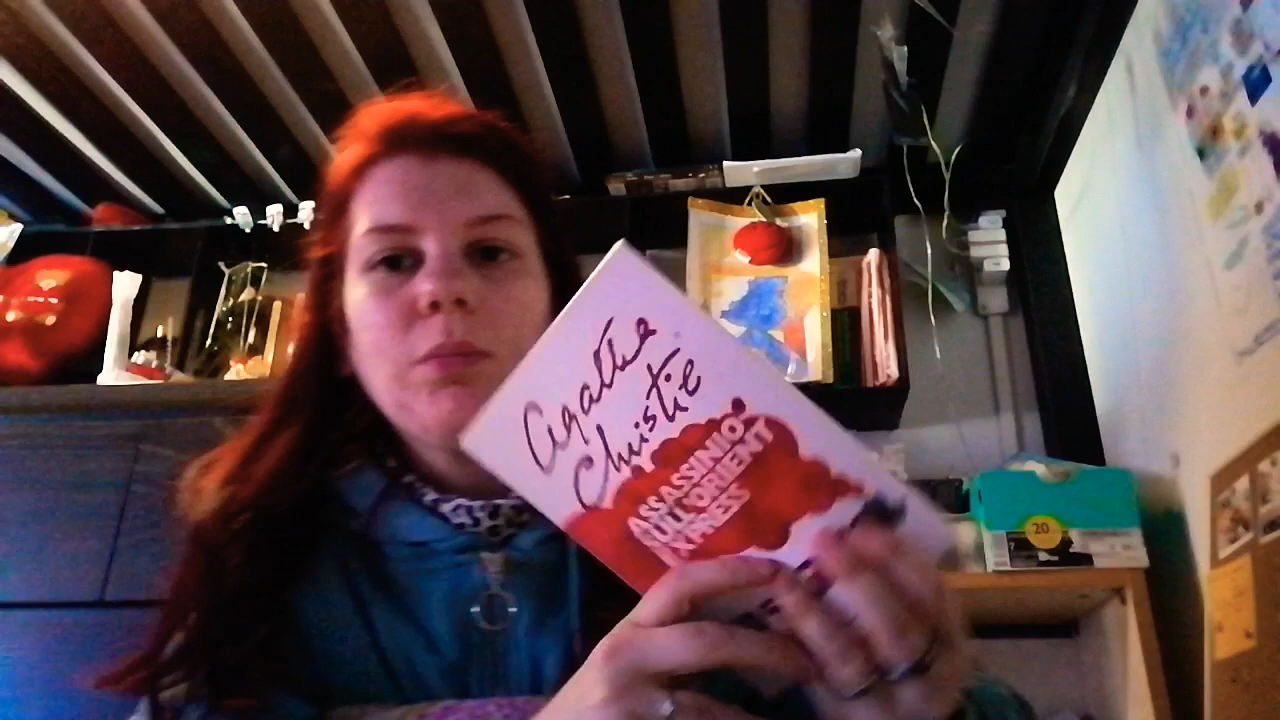 Agatha
Christie
ASSASSINIO
SULL'ORIENT
EXPRESS
20